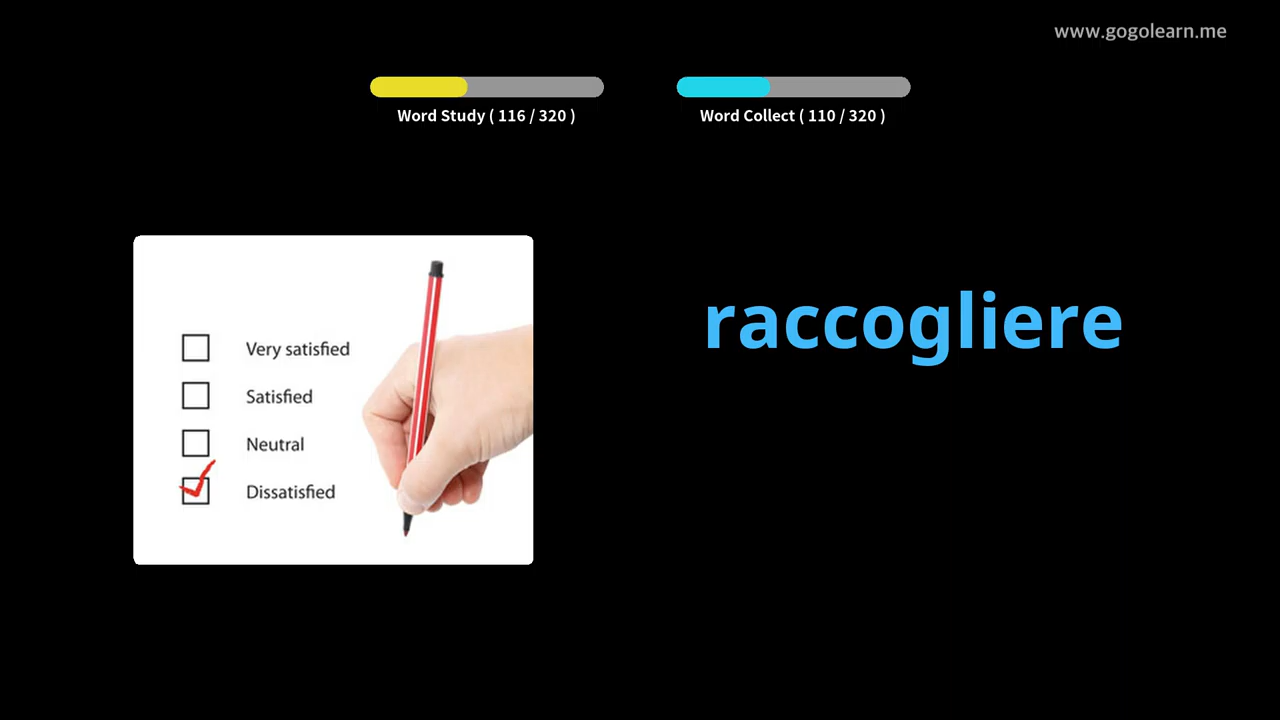 www.gogolearn.me
Word Study ( 116 / 320 )
Word Collect ( 110 / 320 )
Very satisfied
Satisfied
Neutral
Dissatisfied
raccogliere